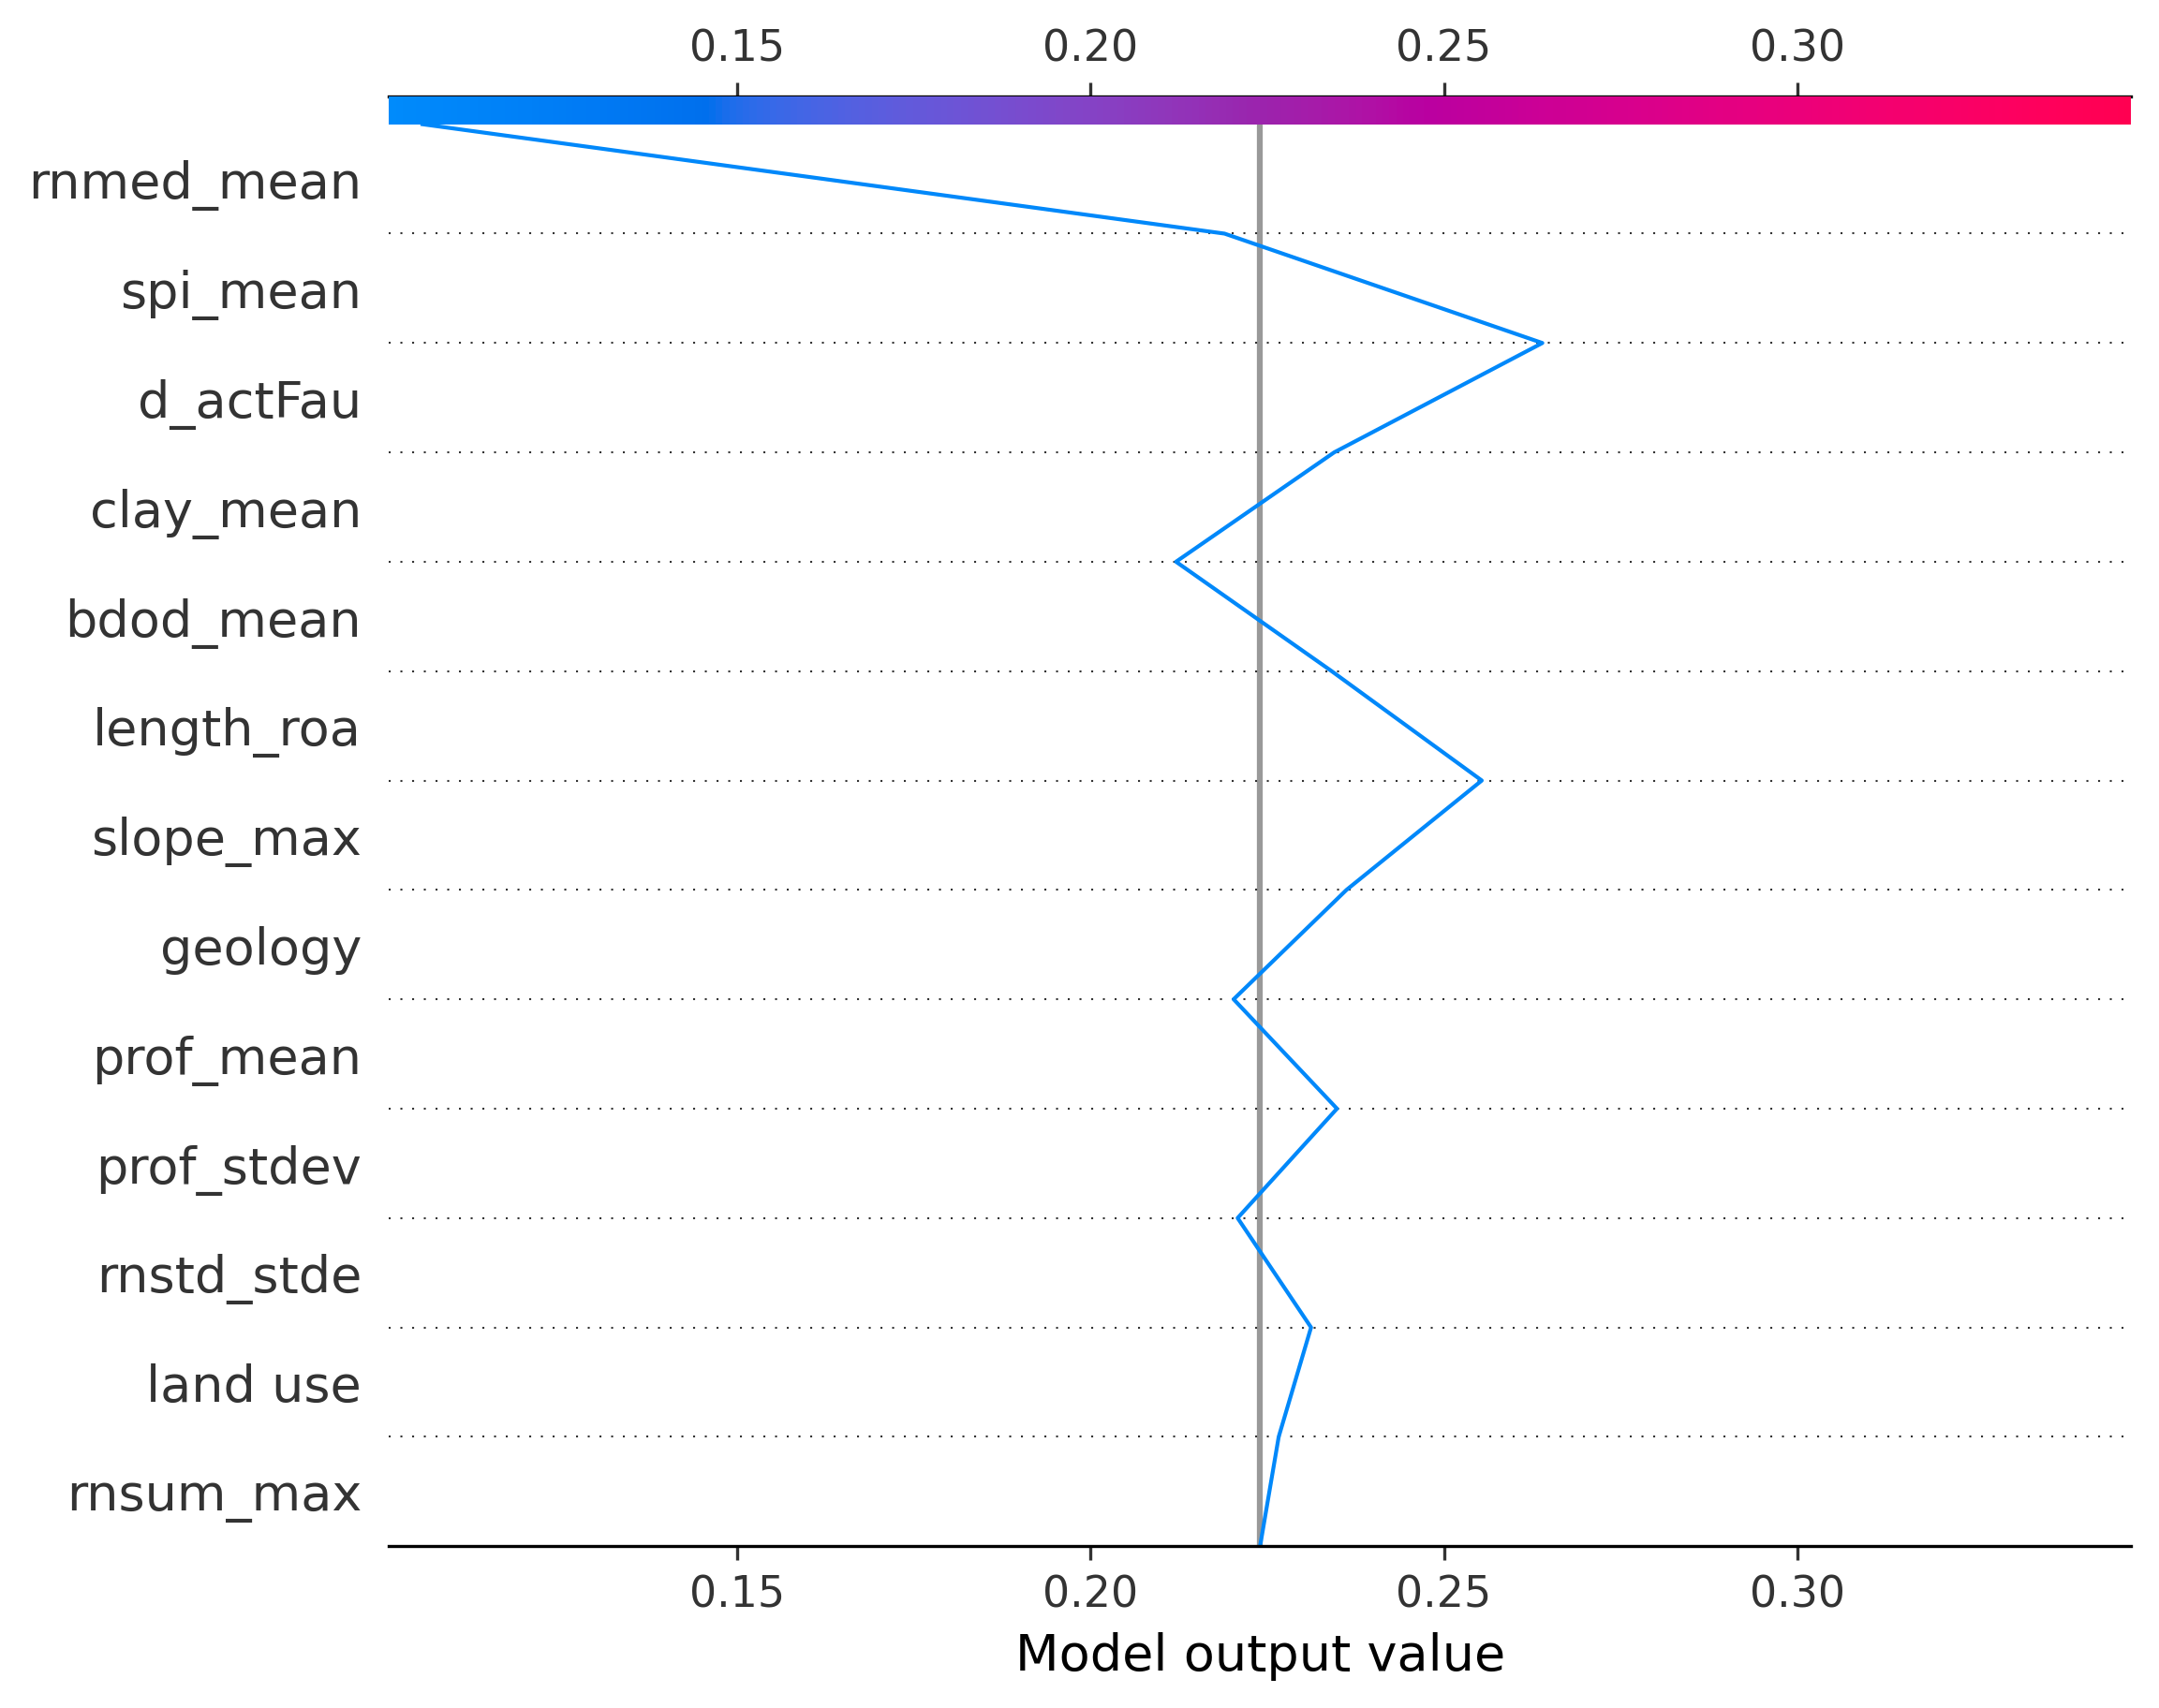 0.15 0.20 0.25 0.30
rnmed_mean
spi_mean
d_actFau
clay_mean
bdod_mean
length_roa
slope_max
geology
prof_mean
prof_stdev
rnstd_stde
land use
rnsum_max
0.15 0.20 0.25 0.30
Model output value